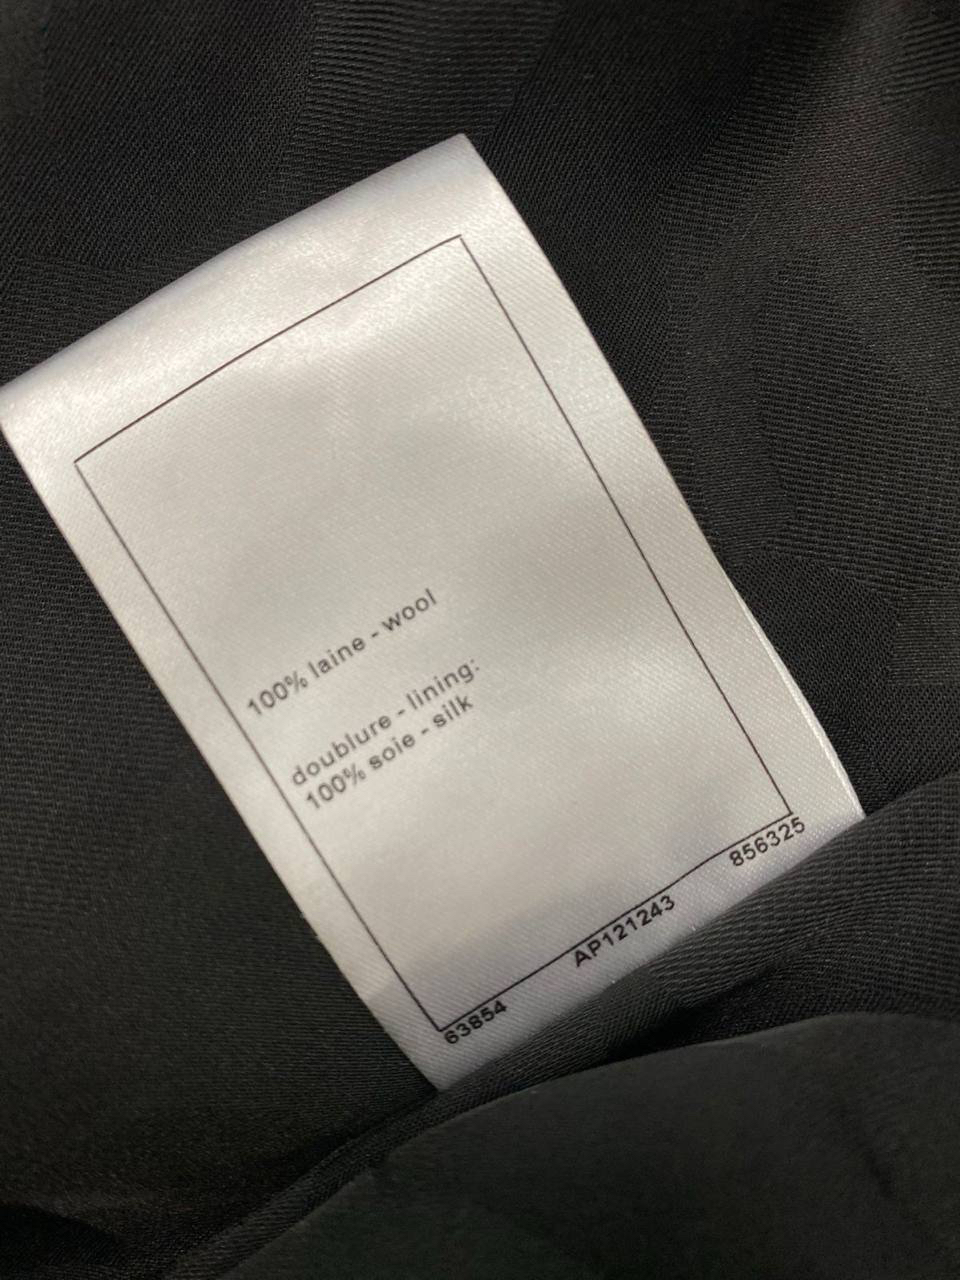 100% laine - wool
doublure - lining:
100% soie - silk
63854 AP121243 856325